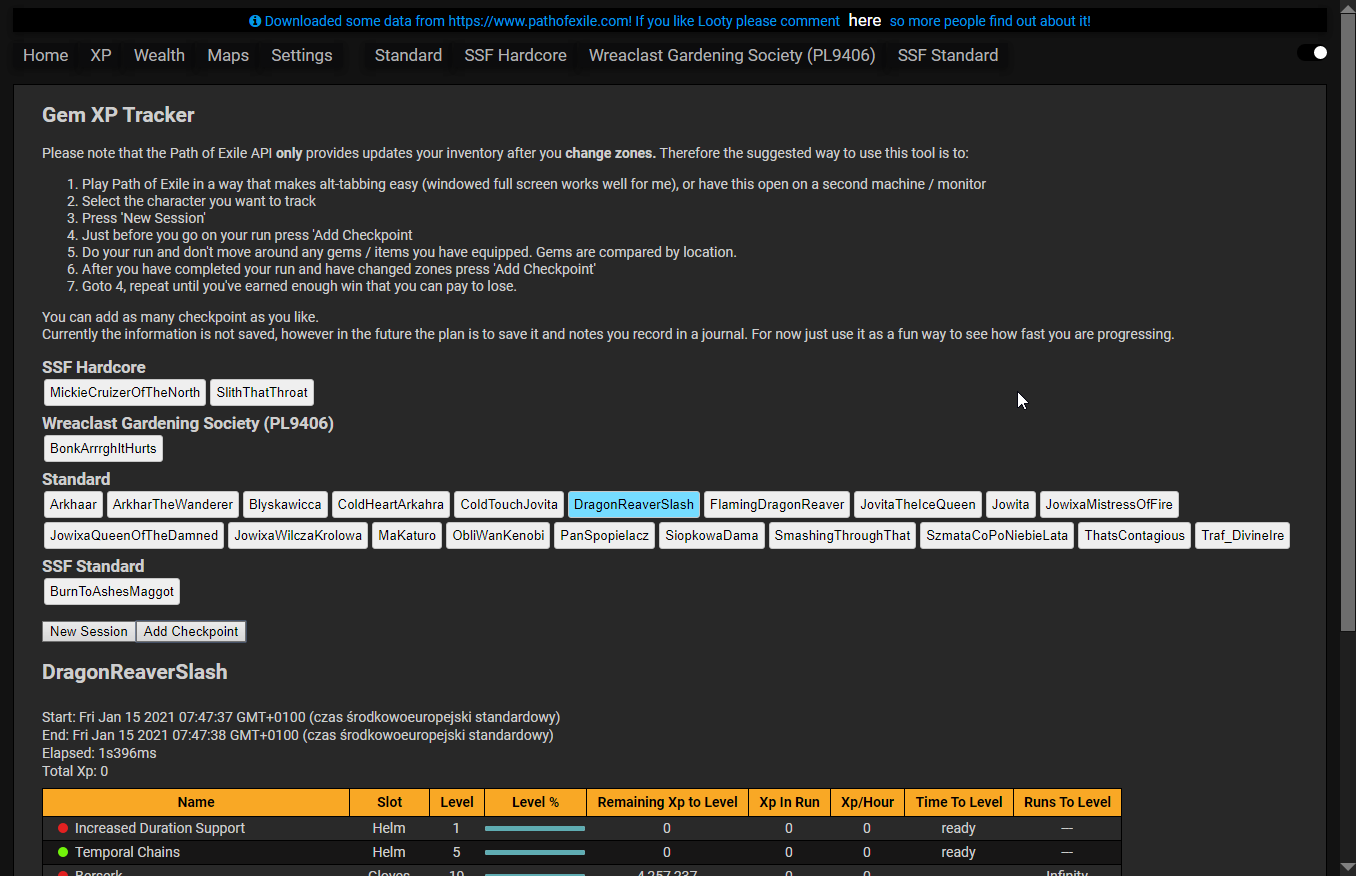 Downloaded some data from https://www.pathofexile.com! If you like Looty please comment here so more people find out about it!
Home XP Wealth Maps Settings Standard SSF Hardcore Wreaclast Gardening Society (PL9406) SSF Standard
Gem XP Tracker
Please note that the Path of Exile API only provides updates your inventory after you change zones. Therefore the suggested way to use this tool is to:
1. Play Path of Exile in a way that makes alt-tabbing easy (windowed full screen works well for me), or have this open on a second machine / monitor
2. Select the character you want to track
3. Press 'New Session'
4. Just before you go on your run press 'Add Checkpoint
5. Do your run and don't move around any gems / items you have equipped. Gems are compared by location.
6. After you have completed your run and have changed zones press 'Add Checkpoint'
7. Goto 4, repeat until you've earned enough win that you can pay to lose.
You can add as many checkpoint as you like.
Currently the information is not saved, however in the future the plan is to save it and notes you record in a journal. For now just use it as a fun way to see how fast you are progressing.
SSF Hardcore
MickieCruizerOfTheNorth SlithThatThroat
Wreaclast Gardening Society (PL9406)
BonkArrrghItHurts
Standard
Arkhaar ArkharTheWanderer Blyskawicca ColdHeartArkahra ColdTouchJovita DragonReaverSlash FlamingDragonReaver JovitaTheIceQueen Jowita JowixaMistressOfFire
JowixaQueenOfTheDamned JowixaWilczaKrolowa MaKaturo ObliWanKenobi PanSpopielacz SiopkowaDama SmashingThroughThat SzmataCoPoNiebieLata ThatsContagious Traf_DivineIre
SSF Standard
BurnToAshesMaggot
New Session Add Checkpoint
DragonReaverSlash
Start: Fri Jan 15 2021 07:47:37 GMT+0100 (czas środkowoeuropejski standardowy)
End: Fri Jan 15 2021 07:47:38 GMT+0100 (czas środkowoeuropejski standardowy)
Elapsed: 1s396ms
Total Xp: 0
Name Slot Level Level % Remaining Xp to Level Xp In Run Xp/Hour Time To Level Runs To Level
Increased Duration Support Helm 1 0 0 0 ready —
Temporal Chains Helm 5 0 0 0 ready —
Berserk Gloves 10 4,257,237 0 0 Infinity